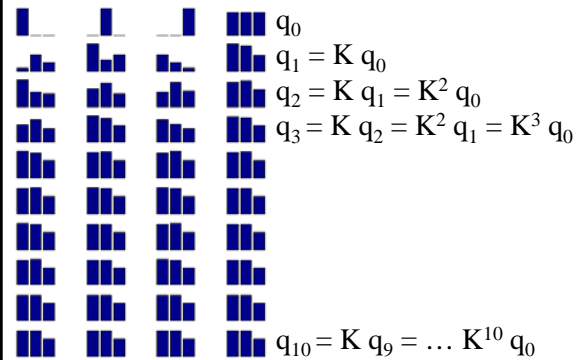 q₀
q₁ = K q₀
q₂ = K q₁ = K² q₀
q₃ = K q₂ = K² q₁ = K³ q₀
q₁₀ = K q₉ = … K¹⁰ q₀